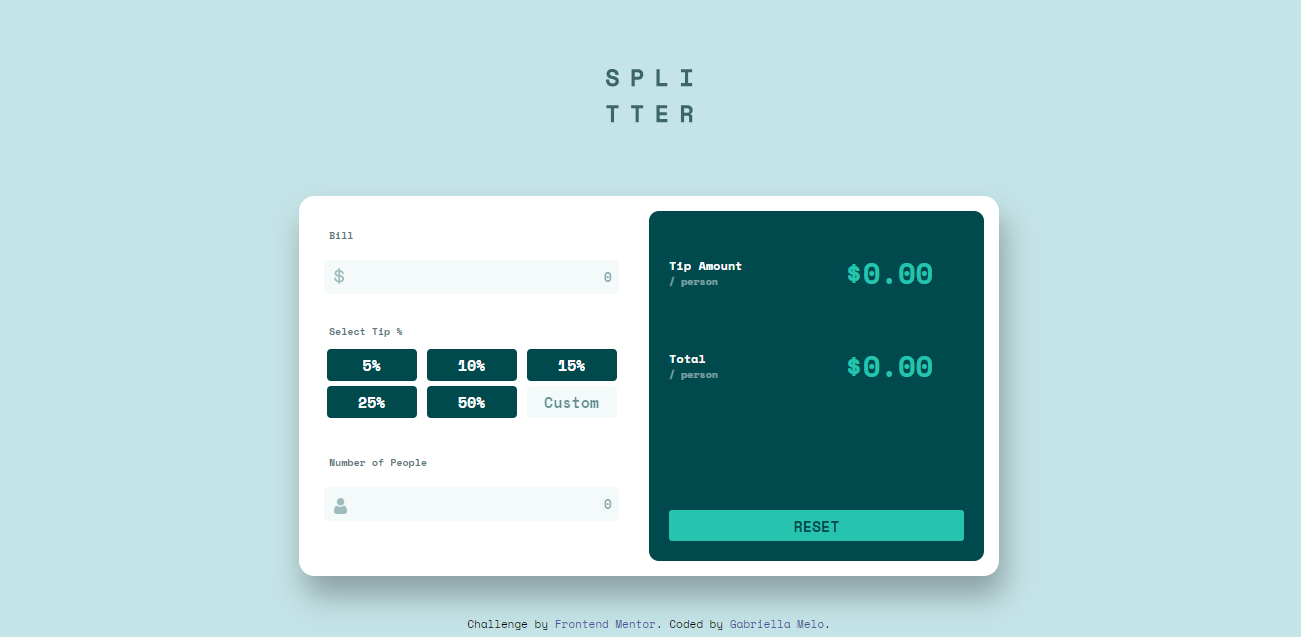 SPLI
TTER
Bill
$ 0
Select Tip %
5% 10% 15%
25% 50% Custom
Number of People
0
Tip Amount
/ person
$0.00
Total
/ person
$0.00
RESET
Challenge by Frontend Mentor. Coded by Gabriella Melo.